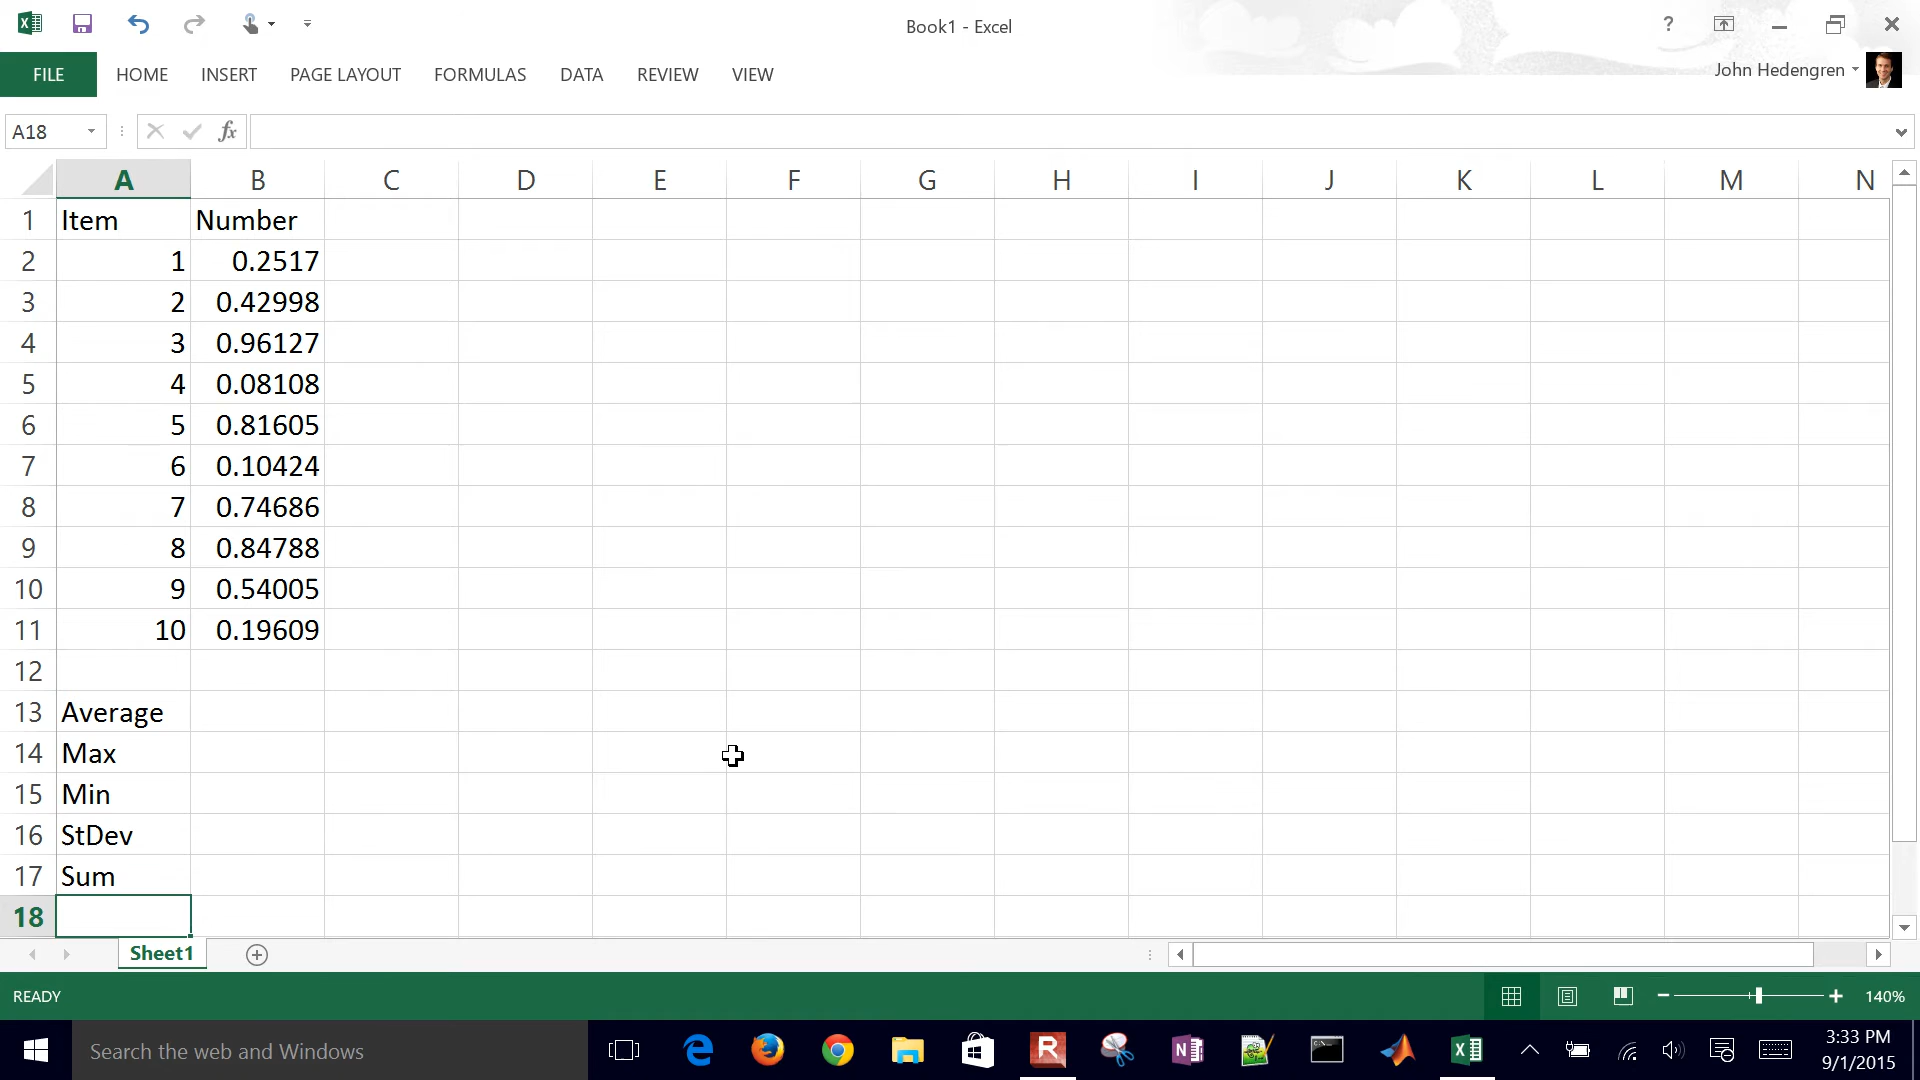 Book1 - Excel
?
FILE HOME INSERT PAGE LAYOUT FORMULAS DATA REVIEW VIEW
John Hedengren
A18 fx
A B C D E F G H I J K L M N
1 Item Number
2 1 0.2517
3 2 0.42998
4 3 0.96127
5 4 0.08108
6 5 0.81605
7 6 0.10424
8 7 0.74686
9 8 0.84788
10 9 0.54005
11 10 0.19609
12
13 Average
14 Max
15 Min
16 StDev
17 Sum
18
Sheet1
READY 140%
Search the web and Windows
3:33 PM
9/1/2015